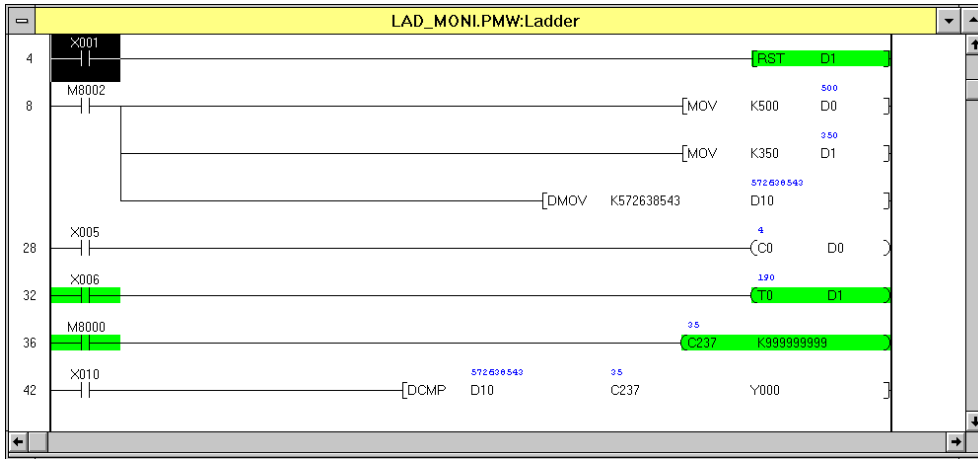 LAD_MONI.PMW:Ladder
X001
4 [RST D1 ]
M8002 500
8 [MOV K500 D0 ]
350
[MOV K350 D1 ]
572638543
[DMOV K572638543 D10 ]
X005 4
28 (C0 D0 )
X006 190
32 (T0 D1 )
M8000 35
36 (C237 K999999999 )
X010 572638543 35
42 [DCMP D10 C237 Y000 ]